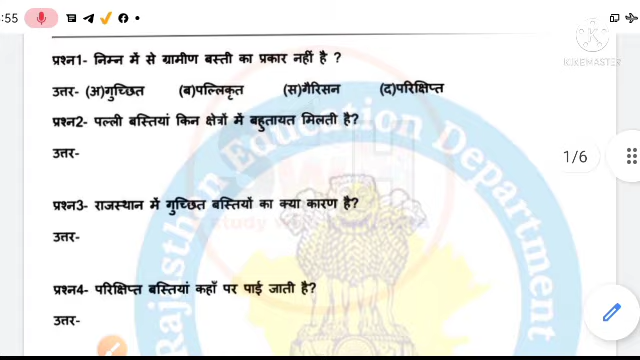 :55
KINEMASTER
प्रश्न1- निम्न में से ग्रामीण बस्ती का प्रकार नहीं है ?
उत्तर- (अ)गुच्छित (ब)पल्लिकृत (स)गैरिसन (द)परिक्षिप्त
प्रश्न2- पल्ली बस्तियां किन क्षेत्रों में बहुतायत मिलती है?
उत्तर-
1/6
प्रश्न3- राजस्थान में गुच्छित बस्तियों का क्या कारण है?
उत्तर-
प्रश्न4- परिक्षिप्त बस्तियां कहाँ पर पाई जाती है?
उत्तर-
Rajasthan Education Department